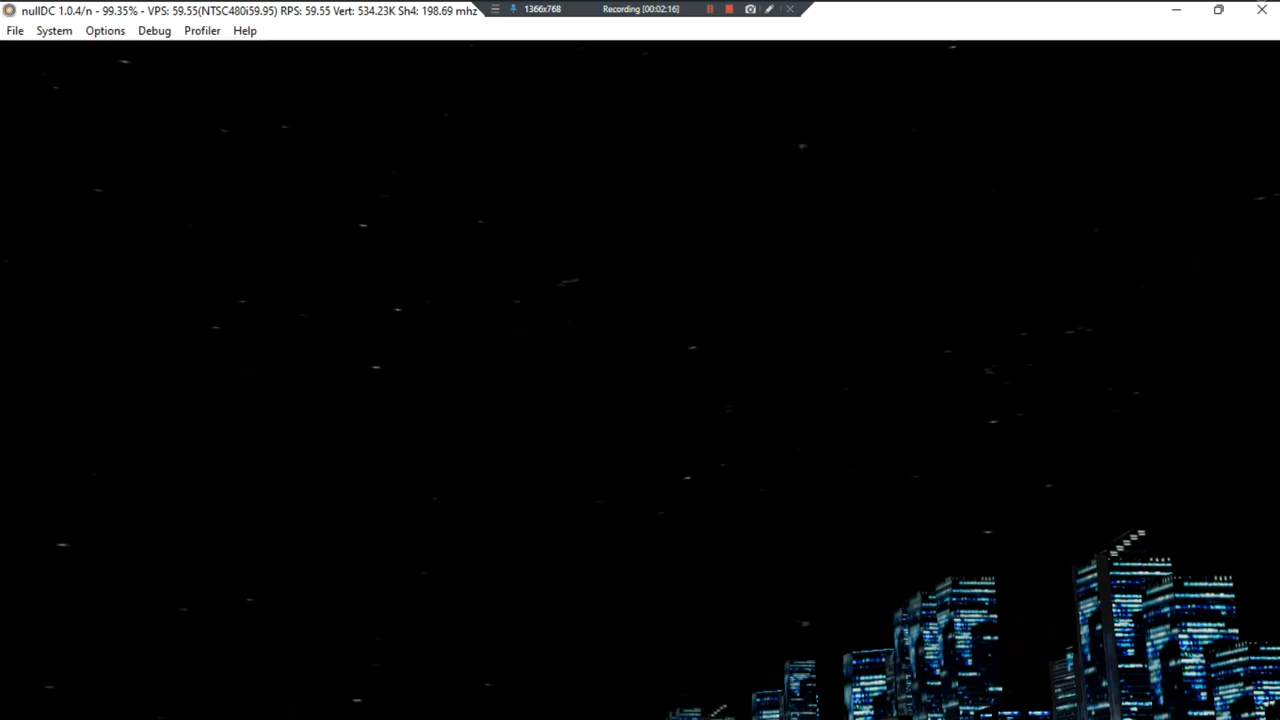 nullDC 1.0.4/n - 99.35% - VPS: 59.55(NTSC480i59.95) RPS: 59.55 Vert: 534.23K Sh4: 198.69 mhz
1366x768 Recording [00:02:16]
File System Options Debug Profiler Help